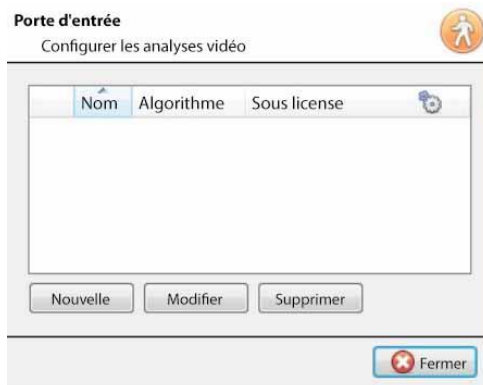 Porte d'entrée
Configurer les analyses vidéo
Nom Algorithme Sous license
Nouvelle Modifier Supprimer
Fermer